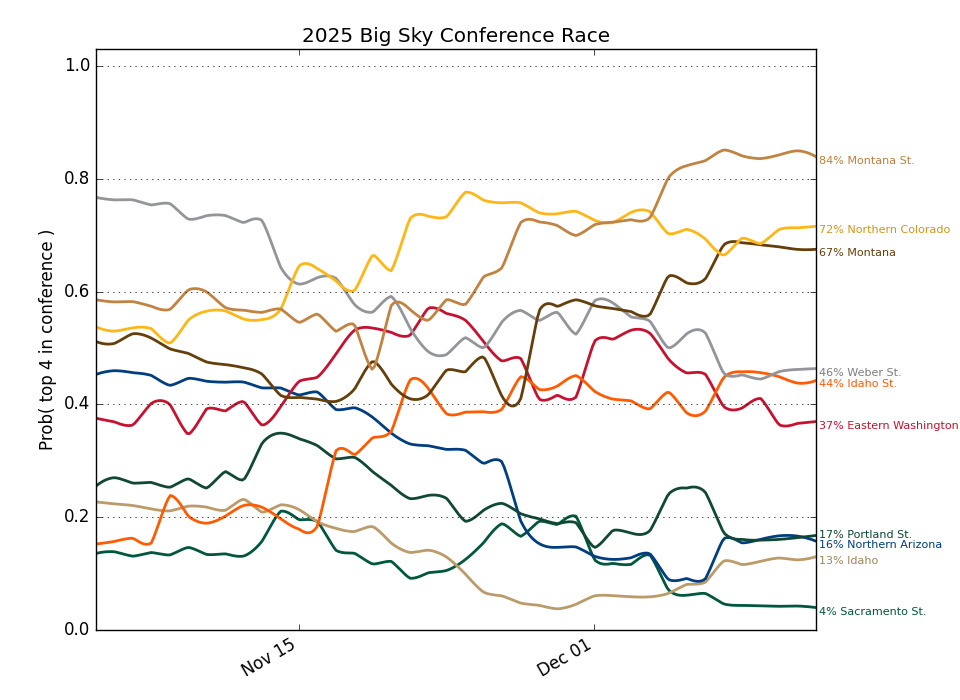 2025 Big Sky Conference Race
Prob( top 4 in conference )
1.0
0.8
0.6
0.4
0.2
0.0
Nov 15
Dec 01
84% Montana St.
72% Northern Colorado
67% Montana
46% Weber St.
44% Idaho St.
37% Eastern Washington
17% Portland St.
16% Northern Arizona
13% Idaho
4% Sacramento St.